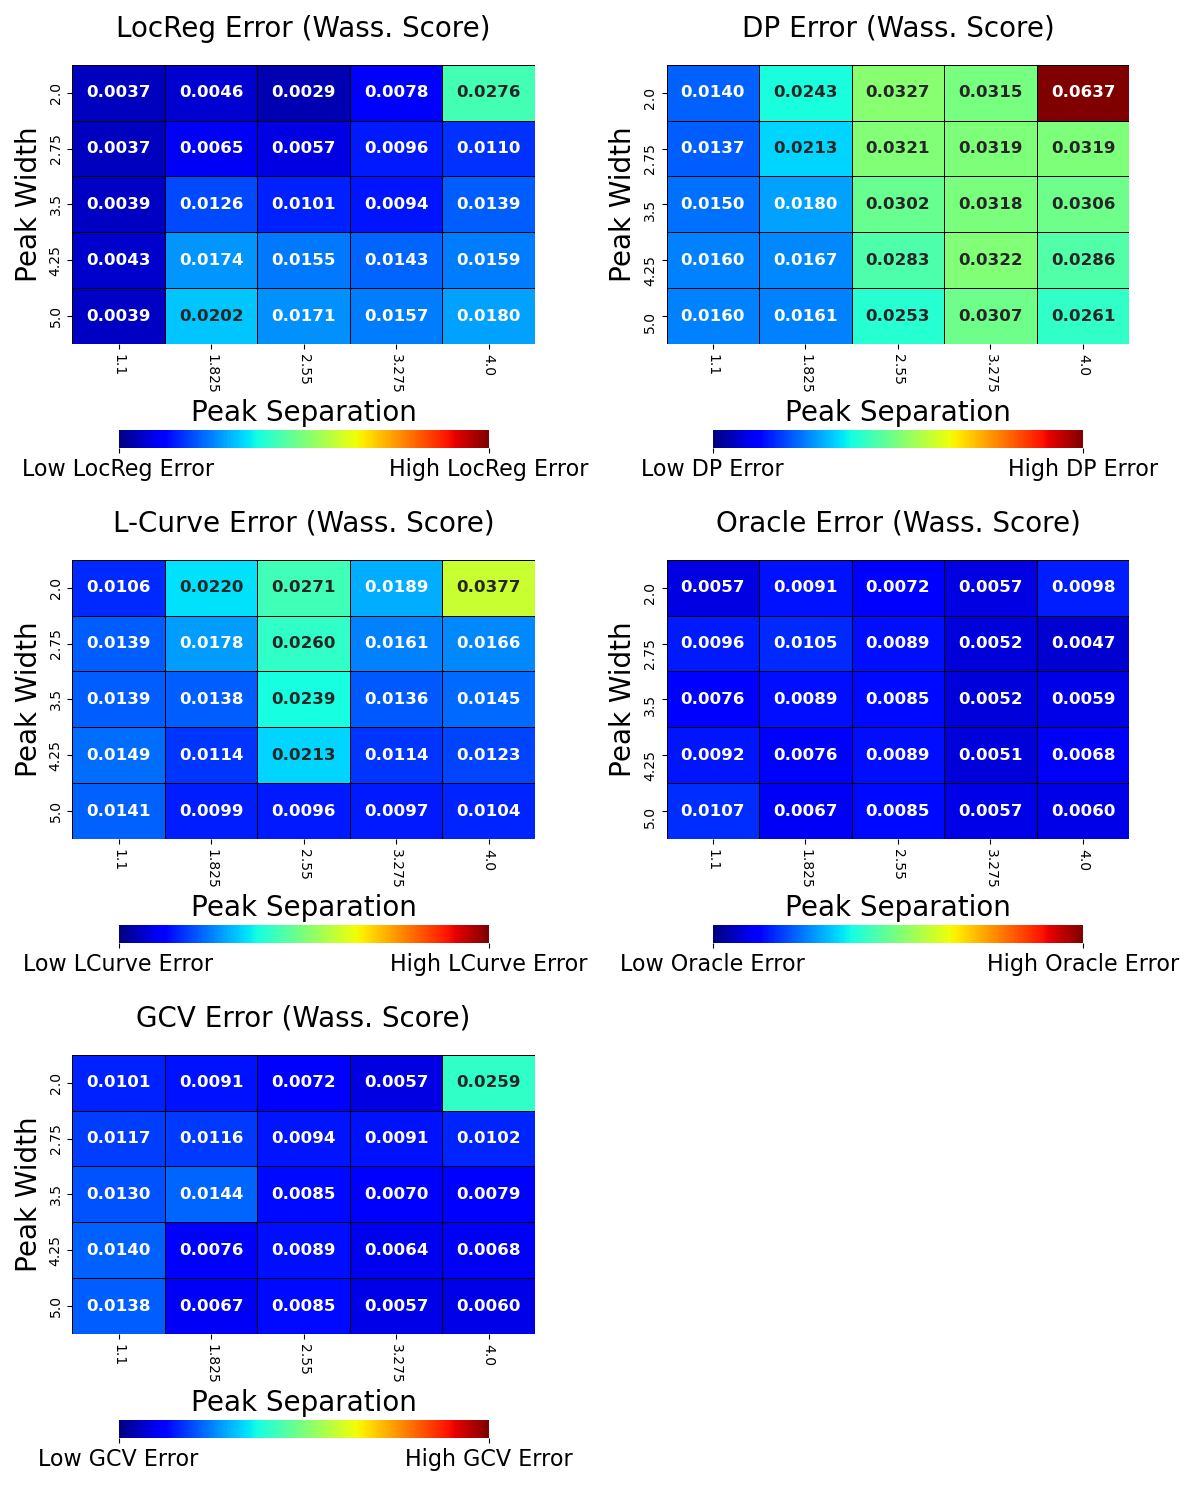 LocReg Error (Wass. Score)
Peak Width
2.0 0.0037 0.0046 0.0029 0.0078 0.0276
2.75 0.0037 0.0065 0.0057 0.0096 0.0110
3.5 0.0039 0.0126 0.0101 0.0094 0.0139
4.25 0.0043 0.0174 0.0155 0.0143 0.0159
5.0 0.0039 0.0202 0.0171 0.0157 0.0180
1.1 1.825 2.55 3.275 4.0
Peak Separation
Low LocReg Error High LocReg Error
DP Error (Wass. Score)
Peak Width
2.0 0.0140 0.0243 0.0327 0.0315 0.0637
2.75 0.0137 0.0213 0.0321 0.0319 0.0319
3.5 0.0150 0.0180 0.0302 0.0318 0.0306
4.25 0.0160 0.0167 0.0283 0.0322 0.0286
5.0 0.0160 0.0161 0.0253 0.0307 0.0261
1.1 1.825 2.55 3.275 4.0
Peak Separation
Low DP Error High DP Error
L-Curve Error (Wass. Score)
Peak Width
2.0 0.0106 0.0220 0.0271 0.0189 0.0377
2.75 0.0139 0.0178 0.0260 0.0161 0.0166
3.5 0.0139 0.0138 0.0239 0.0136 0.0145
4.25 0.0149 0.0114 0.0213 0.0114 0.0123
5.0 0.0141 0.0099 0.0096 0.0097 0.0104
1.1 1.825 2.55 3.275 4.0
Peak Separation
Low LCurve Error High LCurve Error
Oracle Error (Wass. Score)
Peak Width
2.0 0.0057 0.0091 0.0072 0.0057 0.0098
2.75 0.0096 0.0105 0.0089 0.0052 0.0047
3.5 0.0076 0.0089 0.0085 0.0052 0.0059
4.25 0.0092 0.0076 0.0089 0.0051 0.0068
5.0 0.0107 0.0067 0.0085 0.0057 0.0060
1.1 1.825 2.55 3.275 4.0
Peak Separation
Low Oracle Error High Oracle Error
GCV Error (Wass. Score)
Peak Width
2.0 0.0101 0.0091 0.0072 0.0057 0.0259
2.75 0.0117 0.0116 0.0094 0.0091 0.0102
3.5 0.0130 0.0144 0.0085 0.0070 0.0079
4.25 0.0140 0.0076 0.0089 0.0064 0.0068
5.0 0.0138 0.0067 0.0085 0.0057 0.0060
1.1 1.825 2.55 3.275 4.0
Peak Separation
Low GCV Error High GCV Error